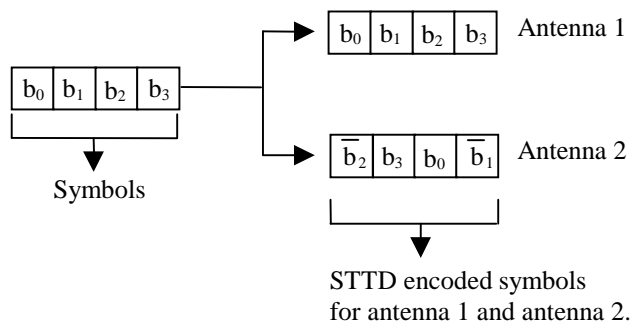 b₀ b₁ b₂ b₃ Antenna 1
b₀ b₁ b₂ b₃
b̅₂ b₃ b₀ b̅₁ Antenna 2
Symbols
STTD encoded symbols
for antenna 1 and antenna 2.